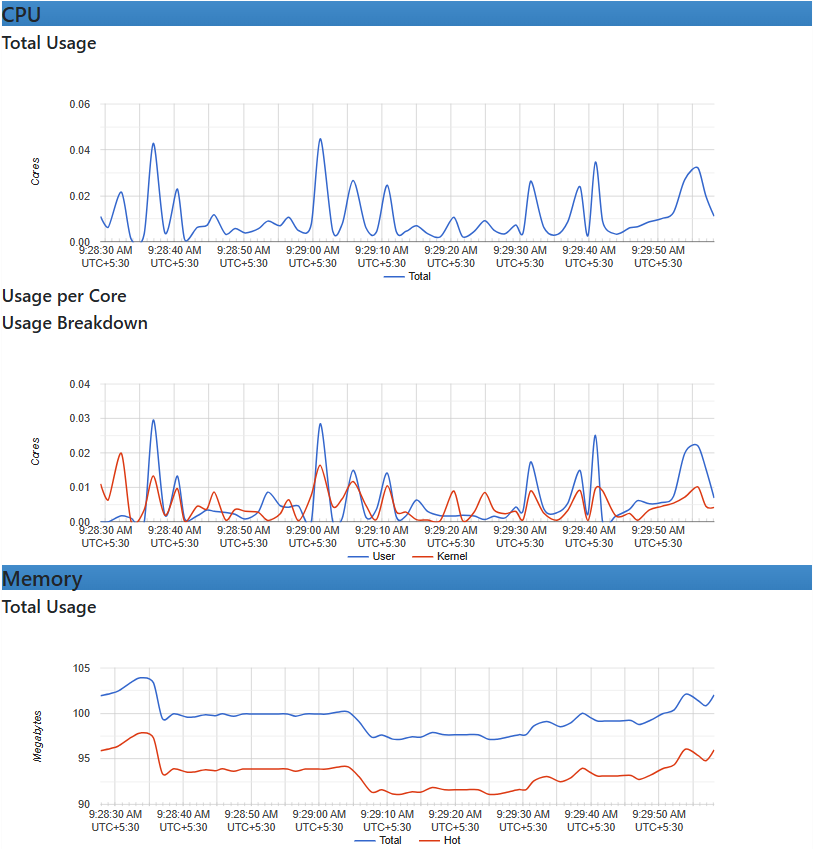 CPU
Total Usage
0.06
0.04
0.02
0.00
Cores
9:28:30 AM 9:28:40 AM 9:28:50 AM 9:29:00 AM 9:29:10 AM 9:29:20 AM 9:29:30 AM 9:29:40 AM 9:29:50 AM
UTC+5:30 UTC+5:30 UTC+5:30 UTC+5:30 UTC+5:30 UTC+5:30 UTC+5:30 UTC+5:30 UTC+5:30
Total
Usage per Core
Usage Breakdown
0.04
0.03
0.02
0.01
0.00
Cores
9:28:30 AM 9:28:40 AM 9:28:50 AM 9:29:00 AM 9:29:10 AM 9:29:20 AM 9:29:30 AM 9:29:40 AM 9:29:50 AM
UTC+5:30 UTC+5:30 UTC+5:30 UTC+5:30 UTC+5:30 UTC+5:30 UTC+5:30 UTC+5:30 UTC+5:30
User Kernel
Memory
Total Usage
105
100
95
90
Megabytes
9:28:30 AM 9:28:40 AM 9:28:50 AM 9:29:00 AM 9:29:10 AM 9:29:20 AM 9:29:30 AM 9:29:40 AM 9:29:50 AM
UTC+5:30 UTC+5:30 UTC+5:30 UTC+5:30 UTC+5:30 UTC+5:30 UTC+5:30 UTC+5:30 UTC+5:30
Total Hot